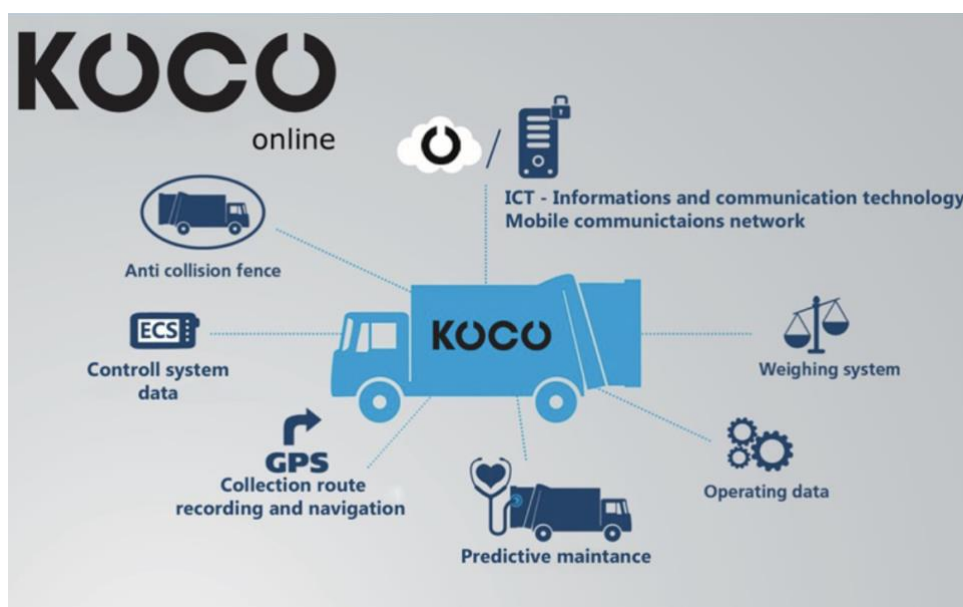 KOCO
online
ICT - Informations and communication technology
Mobile communictaions network
Anti collision fence
KOCO
ECS
Controll system
data
Weighing system
GPS
Collection route
recording and navigation
Operating data
Predictive maintance